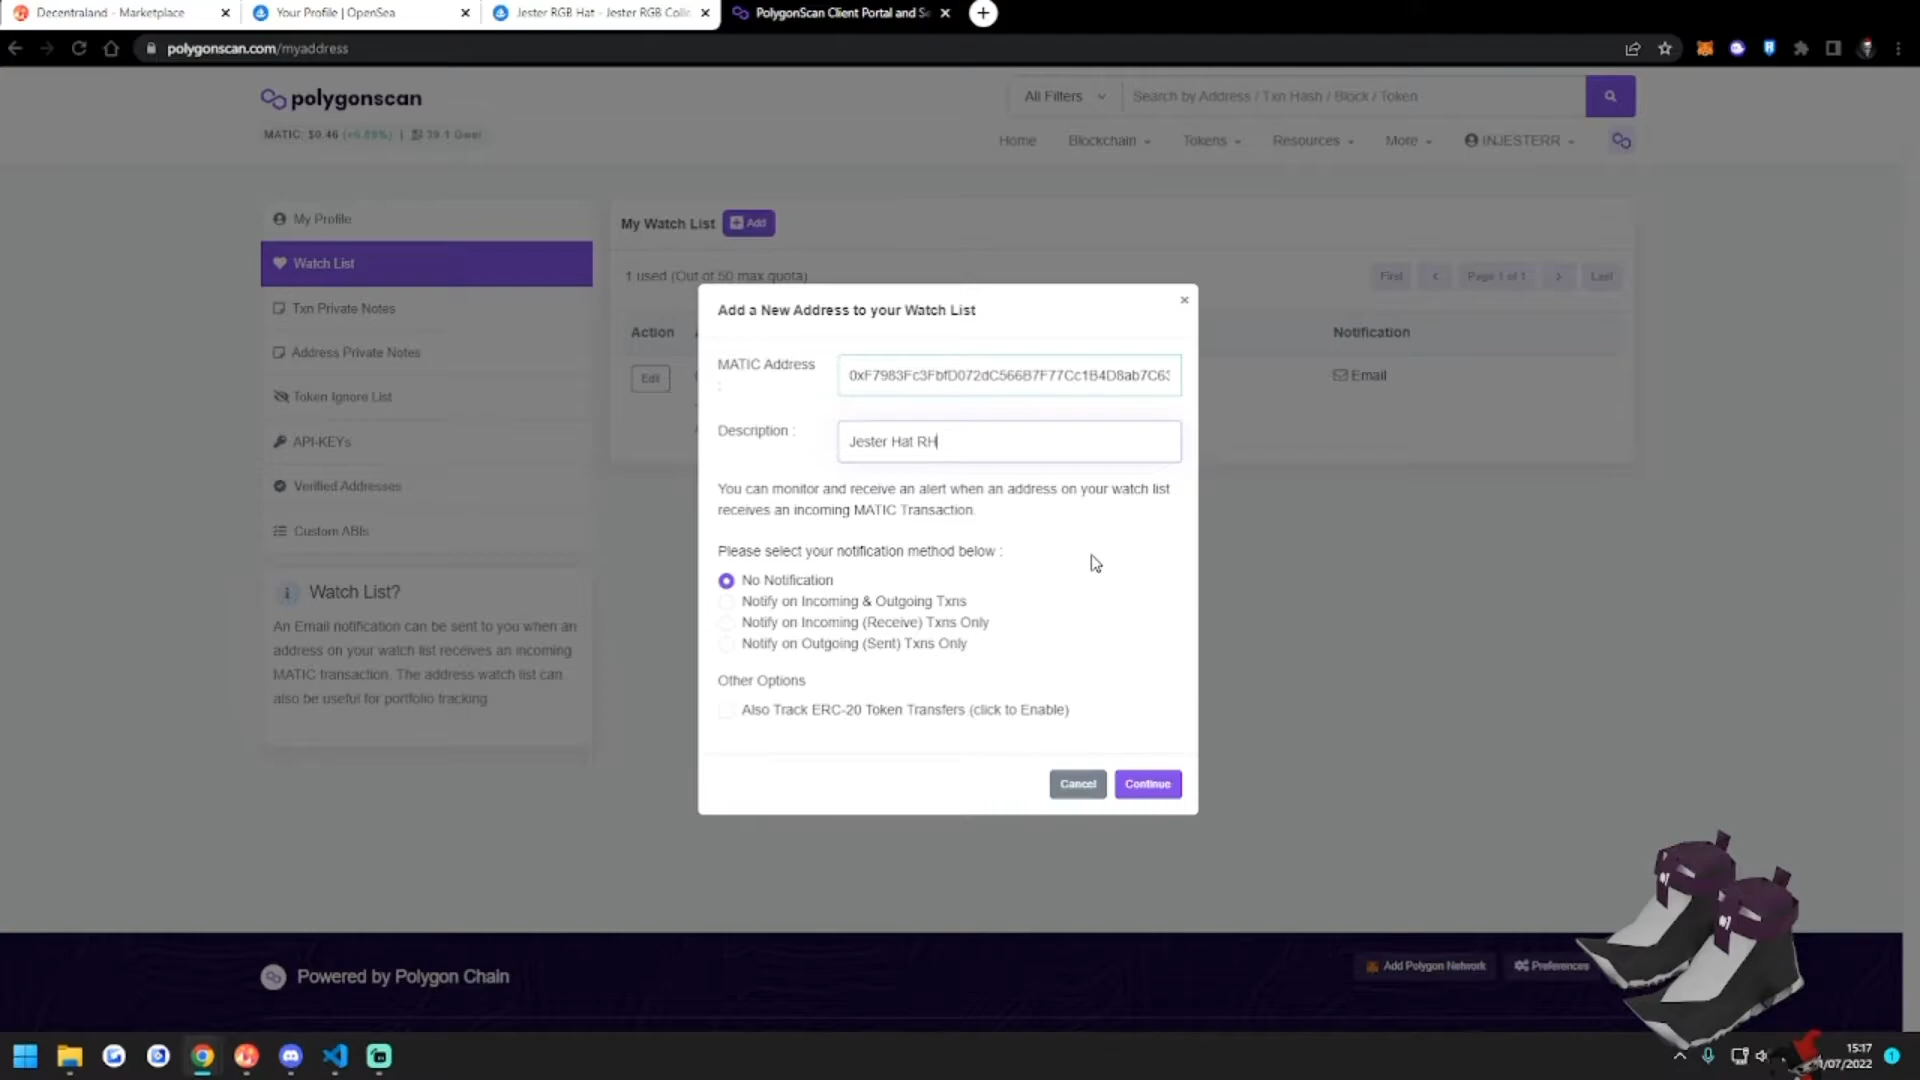 Decentraland - Marketplace
Your Profile | OpenSea
Jester RGB Hat - Jester RGB Colle
PolygonScan Client Portal and Se
polygonscan.com/myaddress
polygonscan
All Filters
Search by Address / Txn Hash / Block / Token
MATIC: $0.46
Home
Blockchain
Tokens
Resources
More
INJESTERR
My Profile
My Watch List
Add
Watch List
1 used (Out of 50 max quota)
First
Page 1 of 1
Last
Txn Private Notes
Action
Notification
Address Private Notes
Edit
Email
Token Ignore List
API-KEYs
Verified Addresses
Custom ABIs
Add a New Address to your Watch List
MATIC Address
:
0xF7983Fc3FbfD072dC566B7F77Cc1B4D8ab7C63
Description :
Jester Hat RH
You can monitor and receive an alert when an address on your watch list
receives an incoming MATIC Transaction.
Please select your notification method below :
No Notification
Notify on Incoming & Outgoing Txns
Notify on Incoming (Receive) Txns Only
Notify on Outgoing (Sent) Txns Only
Other Options
Also Track ERC-20 Token Transfers (click to Enable)
Cancel
Continue
Watch List?
An Email notification can be sent to you when an
address on your watch list receives an incoming
MATIC transaction. The address watch list can
also be useful for portfolio tracking
Powered by Polygon Chain
Add Polygon Network
Preferences
15:17
1/07/2022
1